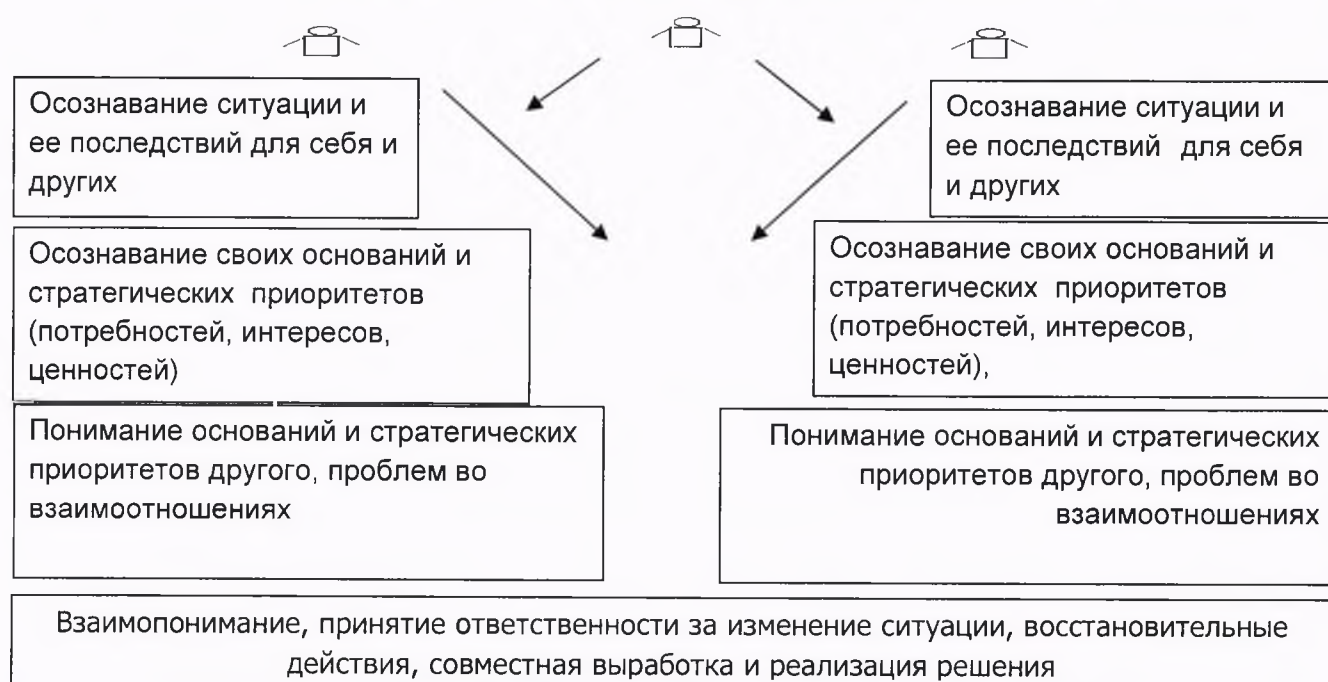 Осознавание ситуации и
ее последствий для себя и
других
Осознавание ситуации и
ее последствий для себя
и других
Осознавание своих оснований и
стратегических приоритетов
(потребностей, интересов,
ценностей)
Осознавание своих оснований и
стратегических приоритетов
(потребностей, интересов,
ценностей),
Понимание оснований и стратегических
приоритетов другого, проблем во
взаимоотношениях
Понимание оснований и стратегических
приоритетов другого, проблем во
взаимоотношениях
Взаимопонимание, принятие ответственности за изменение ситуации, восстановительные
действия, совместная выработка и реализация решения